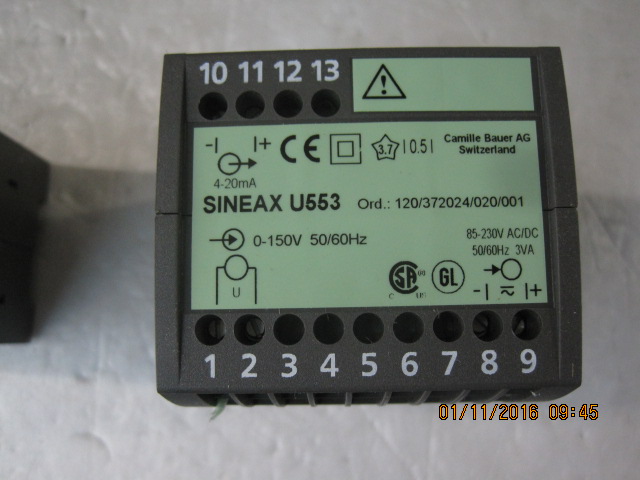 10 11 12 13
-I I+
4-20mA
CE 3.7 I 0.5 I
Camille Bauer AG
Switzerland
SINEAX U553 Ord.: 120/372024/020/001
0-150V 50/60Hz
U
85-230V AC/DC
50/60Hz 3VA
SA
C US
GL
-I I+
1 2 3 4 5 6 7 8 9
01/11/2016 09:45